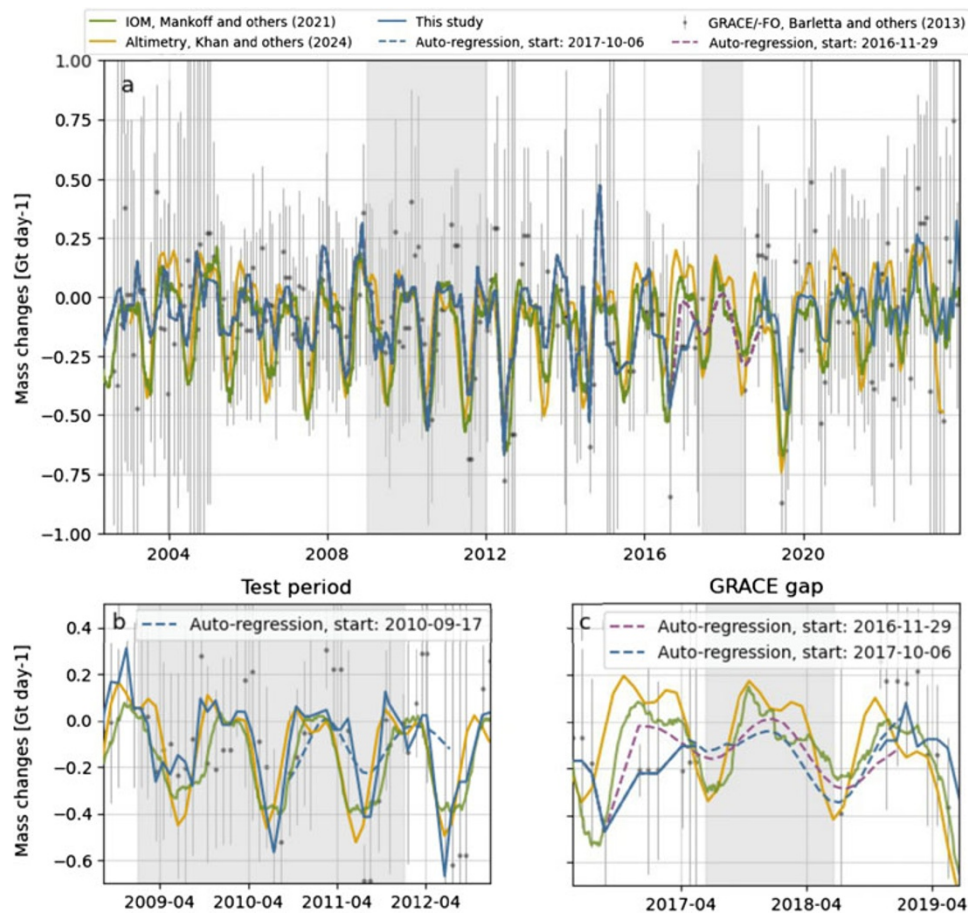 IOM, Mankoff and others (2021) This study GRACE/-FO, Barletta and others (2013)
Altimetry, Khan and others (2024) Auto-regression, start: 2017-10-06 Auto-regression, start: 2016-11-29
a
1.00
0.75
0.50
0.25
0.00
−0.25
−0.50
−0.75
−1.00
Mass changes [Gt day-1]
2004 2008 2012 2016 2020
Test period GRACE gap
b Auto-regression, start: 2010-09-17
c Auto-regression, start: 2016-11-29
Auto-regression, start: 2017-10-06
0.4
0.2
0.0
−0.2
−0.4
−0.6
Mass changes [Gt day-1]
2009-04 2010-04 2011-04 2012-04 2017-04 2018-04 2019-04